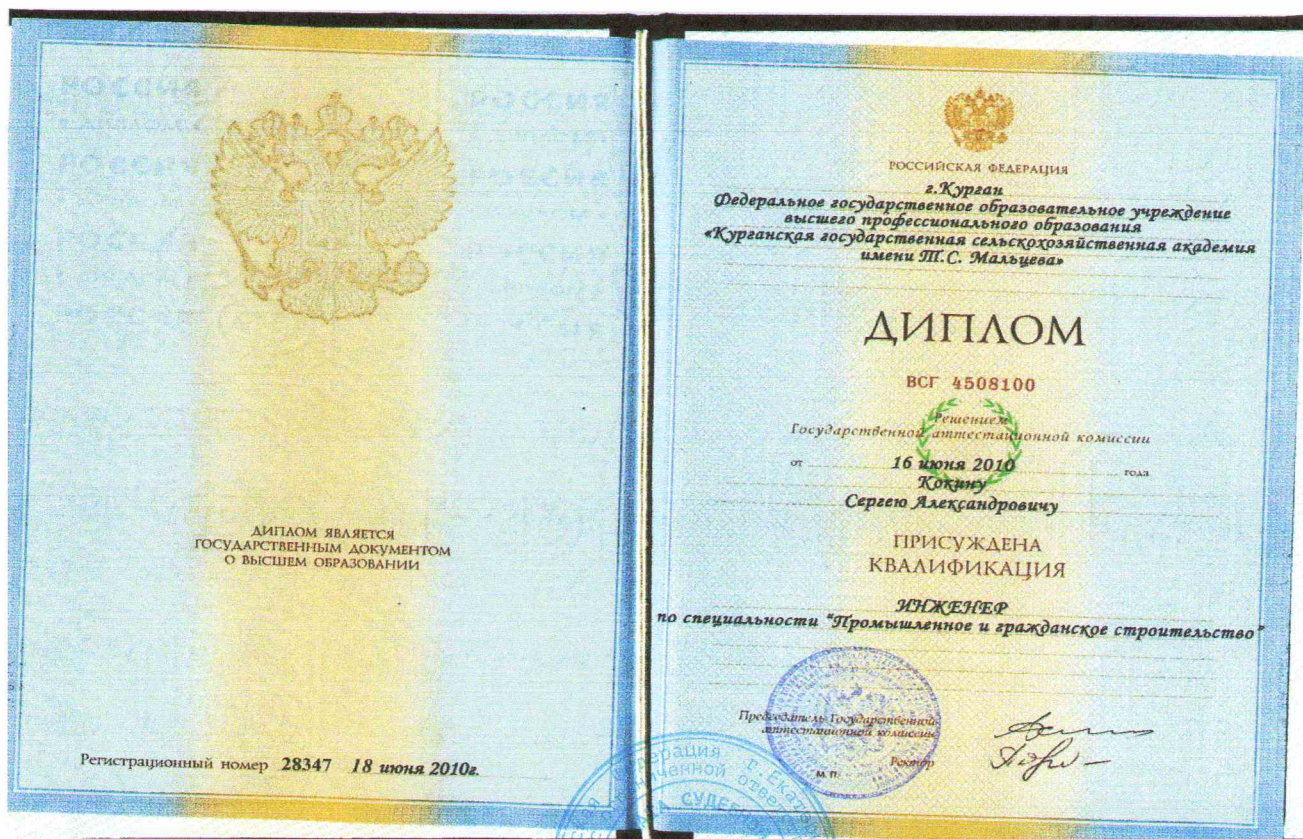 ДИПЛОМ ЯВЛЯЕТСЯ
ГОСУДАРСТВЕННЫМ ДОКУМЕНТОМ
О ВЫСШЕМ ОБРАЗОВАНИИ
Регистрационный номер 28347 18 июня 2010г.
РОССИЙСКАЯ ФЕДЕРАЦИЯ
г.Курган
Федеральное государственное образовательное учреждение
высшего профессионального образования
«Курганская государственная сельскохозяйственная академия
имени Т.С. Мальцева»
ДИПЛОМ
ВСГ 4508100
Решением
Государственной аттестационной комиссии
от 16 июня 2010 года
Кокину
Сергею Александровичу
ПРИСУЖДЕНА
КВАЛИФИКАЦИЯ
ИНЖЕНЕР
по специальности "Промышленное и гражданское строительство"
Председатель Государственной
аттестационной комиссии
Ректор
М.П.